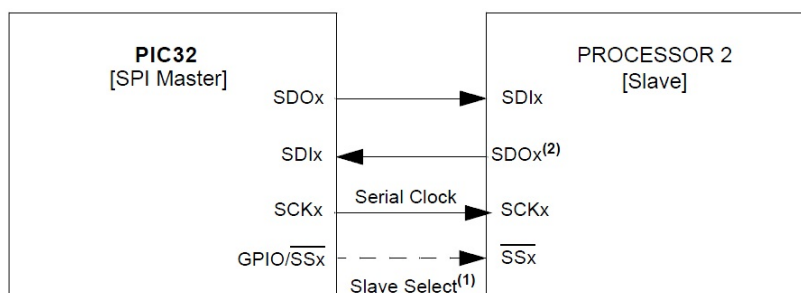 PIC32
[SPI Master]
PROCESSOR 2
[Slave]
SDOx
SDIx
SDIx
SDOx(2)
Serial Clock
SCKx
SCKx
GPIO/SSx
SSx
Slave Select(1)